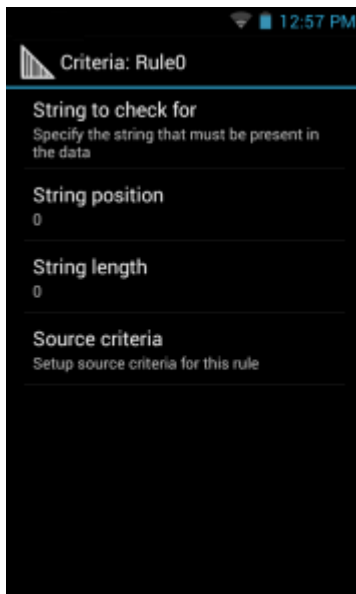 12:57 PM
Criteria: Rule0
String to check for
Specify the string that must be present in
the data
String position
0
String length
0
Source criteria
Setup source criteria for this rule